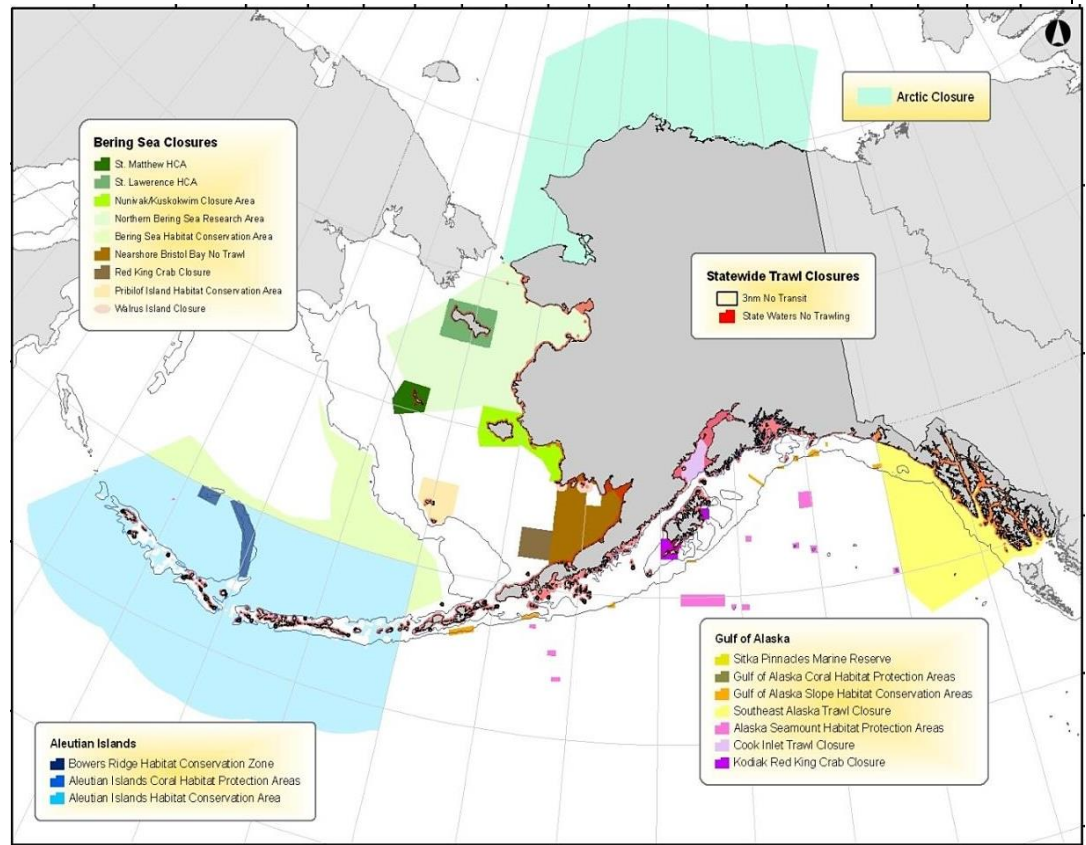 Arctic Closure
Bering Sea Closures
St. Matthew HCA
St. Lawerence HCA
Nunivak/Kuskokwim Closure Area
Northern Bering Sea Research Area
Bering Sea Habitat Conservation Area
Nearshore Bristol Bay No Trawl
Red King Crab Closure
Pribilof Island Habitat Conservation Area
Walrus Island Closure
Statewide Trawl Closures
3nm No Transit
State Waters No Trawling
Gulf of Alaska
Sitka Pinnacles Marine Reserve
Gulf of Alaska Coral Habitat Protection Areas
Gulf of Alaska Slope Habitat Conservation Areas
Southeast Alaska Trawl Closure
Alaska Seamount Habitat Protection Areas
Cook Inlet Trawl Closure
Kodiak Red King Crab Closure
Aleutian Islands
Bowers Ridge Habitat Conservation Zone
Aleutian Islands Coral Habitat Protection Areas
Aleutian Islands Habitat Conservation Area